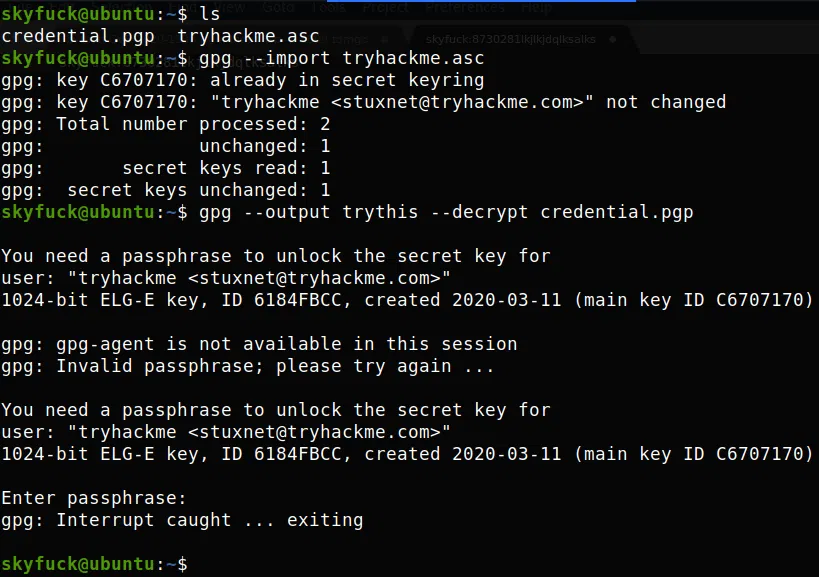 skyfuck@ubuntu:~$ ls
credential.pgp  tryhackme.asc
skyfuck@ubuntu:~$ gpg --import tryhackme.asc
gpg: key C6707170: already in secret keyring
gpg: key C6707170: "tryhackme <stuxnet@tryhackme.com>" not changed
gpg: Total number processed: 2
gpg:              unchanged: 1
gpg:       secret keys read: 1
gpg:  secret keys unchanged: 1
skyfuck@ubuntu:~$ gpg --output trythis --decrypt credential.pgp
You need a passphrase to unlock the secret key for
user: "tryhackme <stuxnet@tryhackme.com>"
1024-bit ELG-E key, ID 6184FBCC, created 2020-03-11 (main key ID C6707170)
gpg: gpg-agent is not available in this session
gpg: Invalid passphrase; please try again ...
You need a passphrase to unlock the secret key for
user: "tryhackme <stuxnet@tryhackme.com>"
1024-bit ELG-E key, ID 6184FBCC, created 2020-03-11 (main key ID C6707170)
Enter passphrase:
gpg: Interrupt caught ... exiting
skyfuck@ubuntu:~$